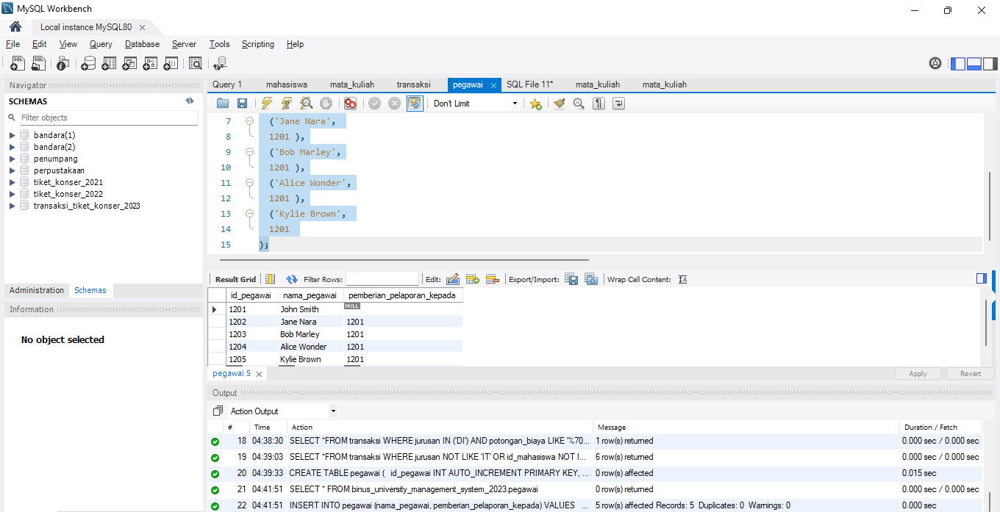 MySQL Workbench
Local instance MySQL80
File Edit View Query Database Server Tools Scripting Help
Navigator
SCHEMAS
Filter objects
bandara(1)
bandara(2)
penumpang
perpustakaan
tiket_konser_2021
tiket_konser_2022
transaksi_tiket_konser_2023
Administration Schemas
Information
No object selected
Query 1 mahasiswa mata_kuliah transaksi pegawai SQL File 11* mata_kuliah mata_kuliah
Don't Limit
7 ('Jane Nara',
8 1201 ),
9 ('Bob Marley',
10 1201 ),
11 ('Alice Wonder',
12 1201 ),
13 ('Kylie Brown',
14 1201
15 );
Result Grid Filter Rows: Edit: Export/Import: Wrap Cell Content:
id_pegawai nama_pegawai pemberian_pelaporan_kepada
1201 John Smith NULL
1202 Jane Nara 1201
1203 Bob Marley 1201
1204 Alice Wonder 1201
1205 Kylie Brown 1201
pegawai 5 Apply Revert
Output
Action Output
# Time Action Message Duration / Fetch
18 04:38:30 SELECT *FROM transaksi WHERE jurusan IN ('DI') AND potongan_biaya LIKE '%70... 1 row(s) returned 0.000 sec / 0.000 sec
19 04:39:03 SELECT *FROM transaksi WHERE jurusan NOT LIKE 'IT' OR id_mahasiswa NOT I... 6 row(s) returned 0.000 sec / 0.000 sec
20 04:39:33 CREATE TABLE pegawai ( id_pegawai INT AUTO_INCREMENT PRIMARY KEY, ... 0 row(s) affected 0.015 sec
21 04:41:51 SELECT * FROM binus_university_management_system_2023.pegawai 0 row(s) returned 0.000 sec / 0.000 sec
22 04:41:51 INSERT INTO pegawai (nama_pegawai, pemberian_pelaporan_kepada) VALUES ... 5 row(s) affected Records: 5 Duplicates: 0 Warnings: 0